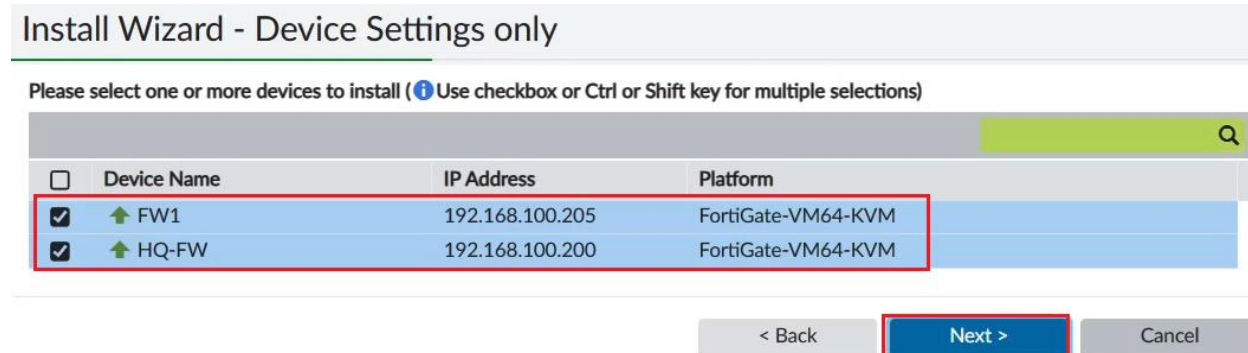 Install Wizard - Device Settings only
Please select one or more devices to install (Use checkbox or Ctrl or Shift key for multiple selections)
Device Name IP Address Platform
FW1 192.168.100.205 FortiGate-VM64-KVM
HQ-FW 192.168.100.200 FortiGate-VM64-KVM
< Back Next > Cancel